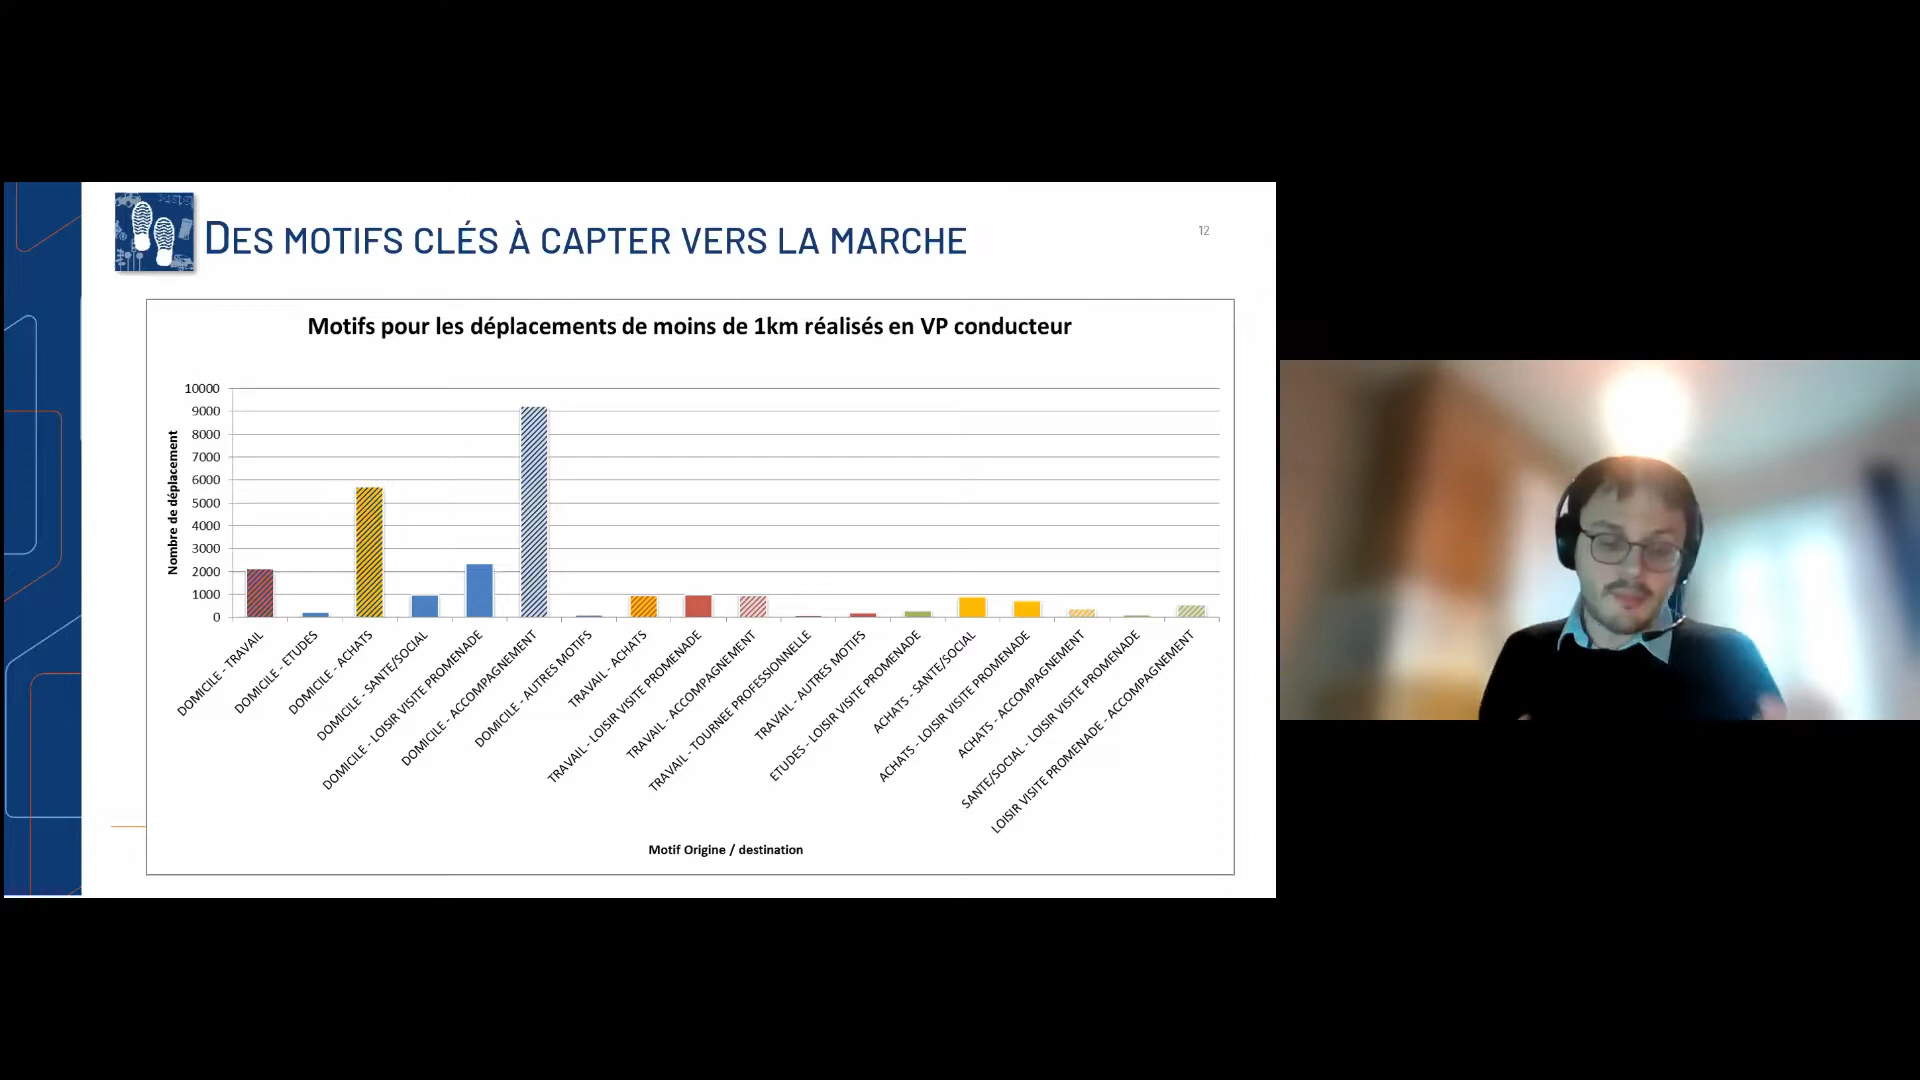 DES MOTIFS CLÉS À CAPTER VERS LA MARCHE
12
Motifs pour les déplacements de moins de 1km réalisés en VP conducteur
Nombre de déplacement
10000
9000
8000
7000
6000
5000
4000
3000
2000
1000
0
DOMICILE - TRAVAIL
DOMICILE - ETUDES
DOMICILE - ACHATS
DOMICILE - SANTE/SOCIAL
DOMICILE - LOISIR VISITE PROMENADE
DOMICILE - ACCOMPAGNEMENT
DOMICILE - AUTRES MOTIFS
TRAVAIL - ACHATS
TRAVAIL - LOISIR VISITE PROMENADE
TRAVAIL - ACCOMPAGNEMENT
TRAVAIL - TOURNEE PROFESSIONNELLE
TRAVAIL - AUTRES MOTIFS
ETUDES - LOISIR VISITE PROMENADE
ACHATS - SANTE/SOCIAL
ACHATS - LOISIR VISITE PROMENADE
ACHATS - ACCOMPAGNEMENT
SANTE/SOCIAL - LOISIR VISITE PROMENADE
LOISIR VISITE PROMENADE - ACCOMPAGNEMENT
Motif Origine / destination